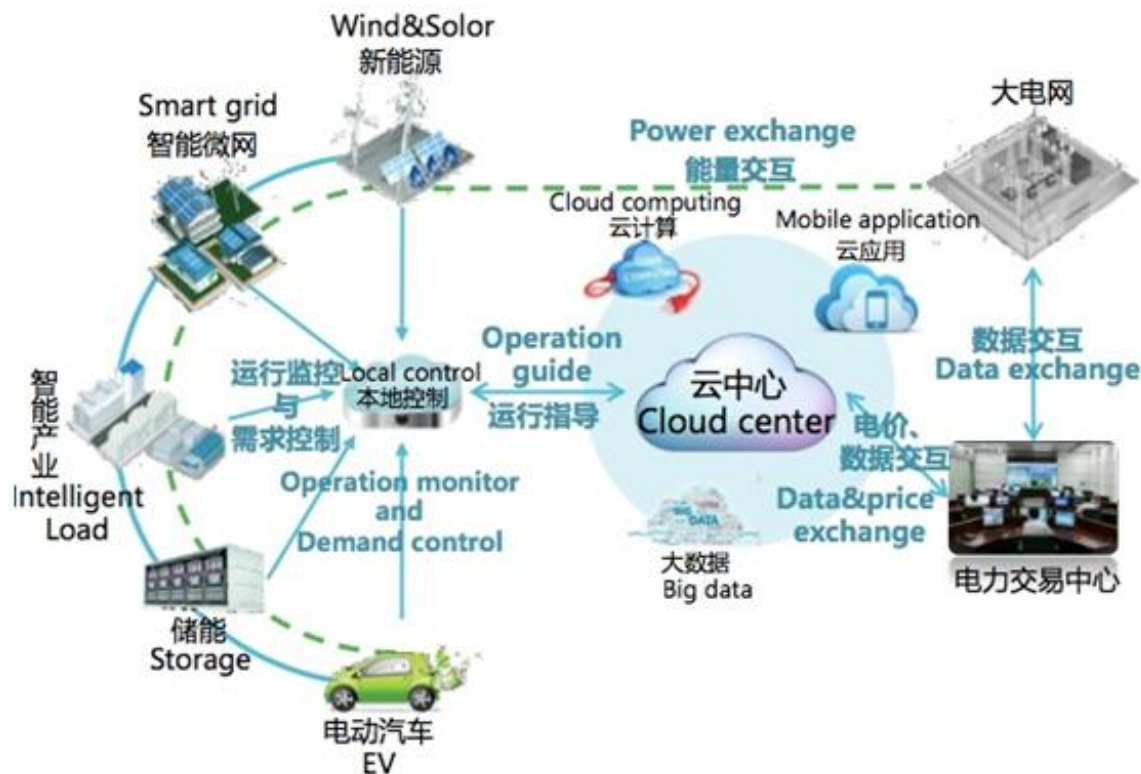 Wind&Solor
新能源
Smart grid
智能微网
大电网
Power exchange
能量交互
Cloud computing
云计算
Mobile application
云应用
智能产业
Intelligent
Load
运行监控
与
需求控制
Local control
本地控制
Operation
guide
运行指导
云中心
Cloud center
数据交互
Data exchange
电价、
数据交互
Data&price
exchange
Operation monitor
and
Demand control
BIG
DATA
大数据
Big data
电力交易中心
储能
Storage
电动汽车
EV